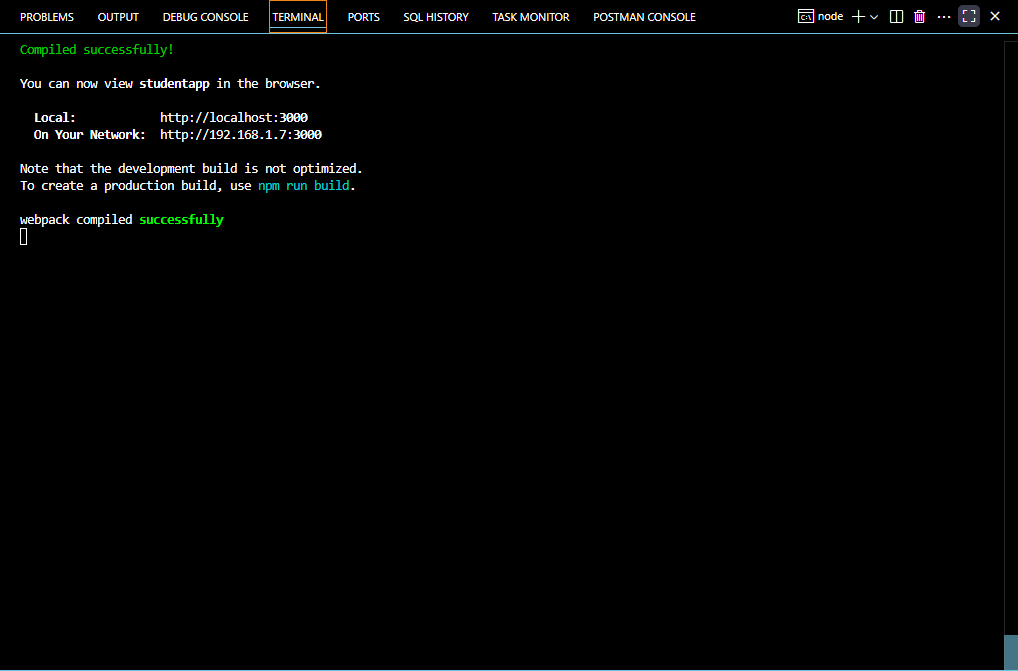 PROBLEMS OUTPUT DEBUG CONSOLE TERMINAL PORTS SQL HISTORY TASK MONITOR POSTMAN CONSOLE node
Compiled successfully!
You can now view studentapp in the browser.
Local: http://localhost:3000
On Your Network: http://192.168.1.7:3000
Note that the development build is not optimized.
To create a production build, use npm run build.
webpack compiled successfully